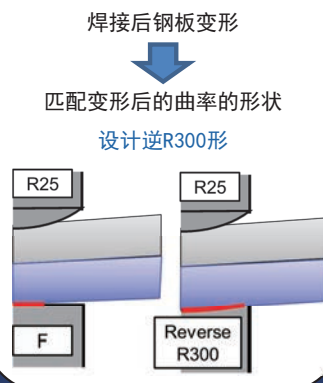 焊接后钢板变形
匹配变形后的曲率的形状
设计逆R300形
R25
R25
F
Reverse
R300